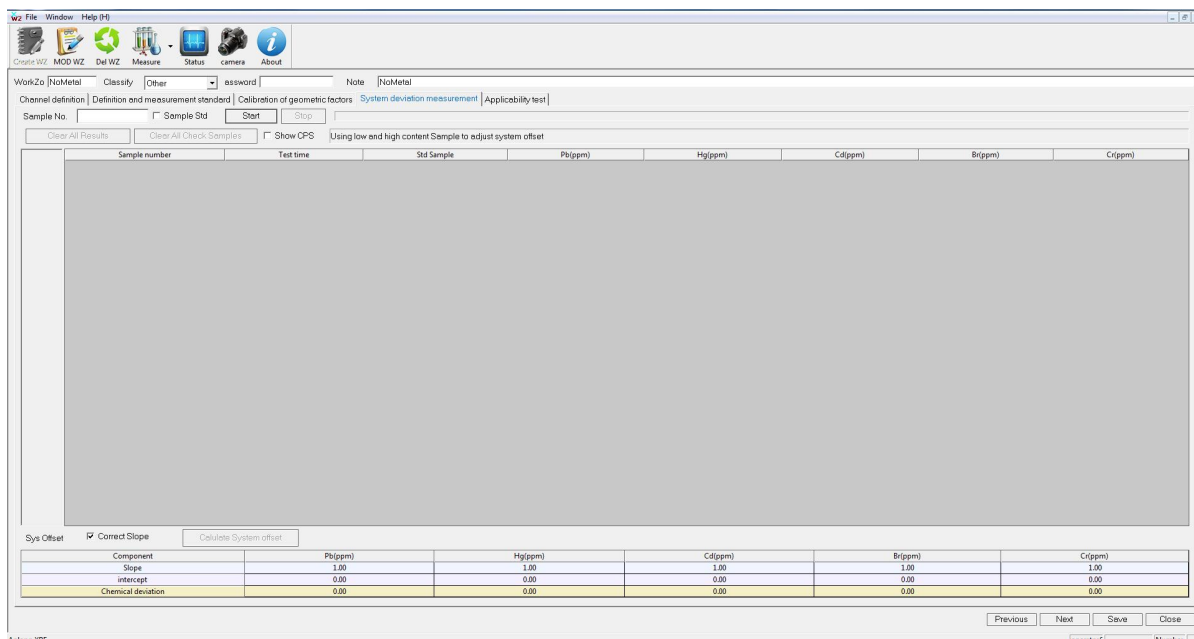 WZ File Window Help (H)
Create WZ MOD WZ Del WZ Measure Status camera About
WorkZo NoMetal Classify Other assword Note NoMetal
Channel definition Definition and measurement standard Calibration of geometric factors System deviation measurement Applicability test
Sample No. Sample Std Start Stop
Clear All Results Clear All Check Samples Show CPS Using low and high content Sample to adjust system offset
Sample number Test time Std Sample Pb(ppm) Hg(ppm) Cd(ppm) Br(ppm) Cr(ppm)
Sys Offset Correct Slope Calulate System offset
Component Pb(ppm) Hg(ppm) Cd(ppm) Br(ppm) Cr(ppm)
Slope 1.00 1.00 1.00 1.00 1.00
intercept 0.00 0.00 0.00 0.00 0.00
Chemical deviation 0.00 0.00 0.00 0.00 0.00
Previous Next Save Close